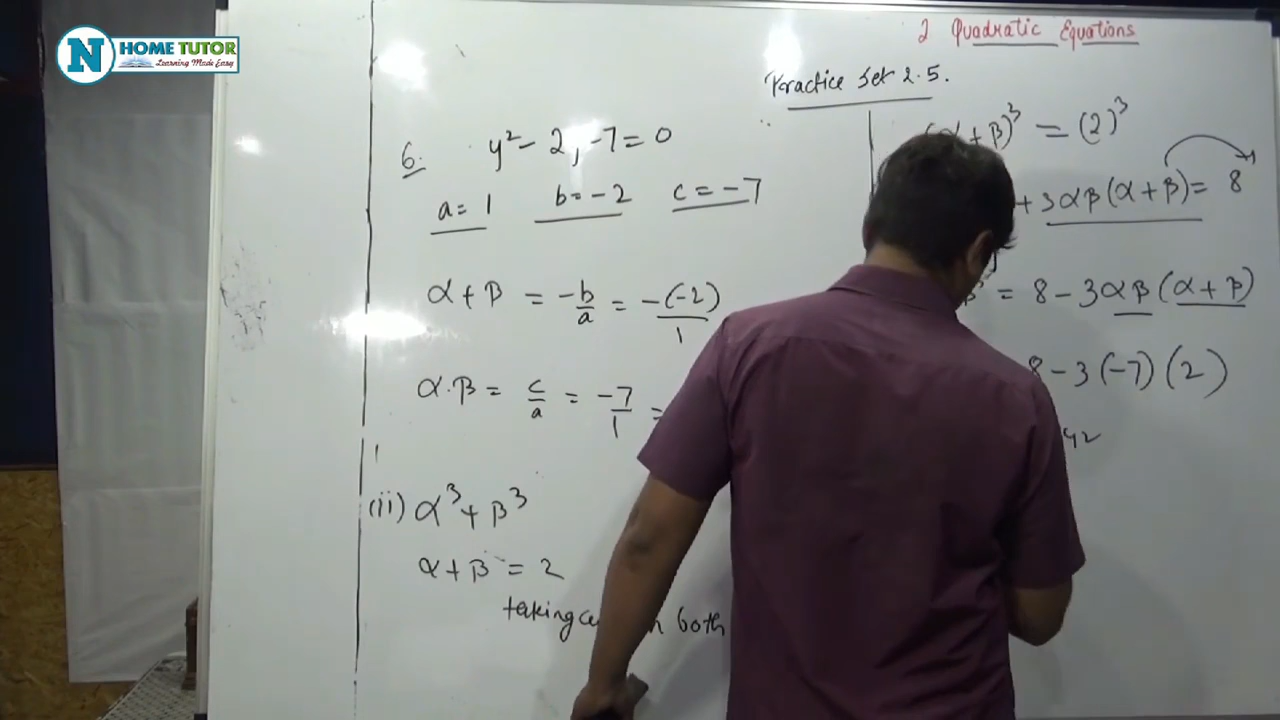 N HOME TUTOR
Learning Made Easy
2 Quadratic Equations
Practice Set 2.5.
6. y² - 2, -7 = 0
a = 1 b = -2 c = -7
α + β = -b/a = -(-2)/1
α.β = c/a = -7/1 =
(ii) α³ + β³
α + β = 2
taking both
+ β)³ = (2)³
+ 3αβ(α + β) = 8
= 8 - 3αβ(α + β)
8 - 3(-7)(2)
42